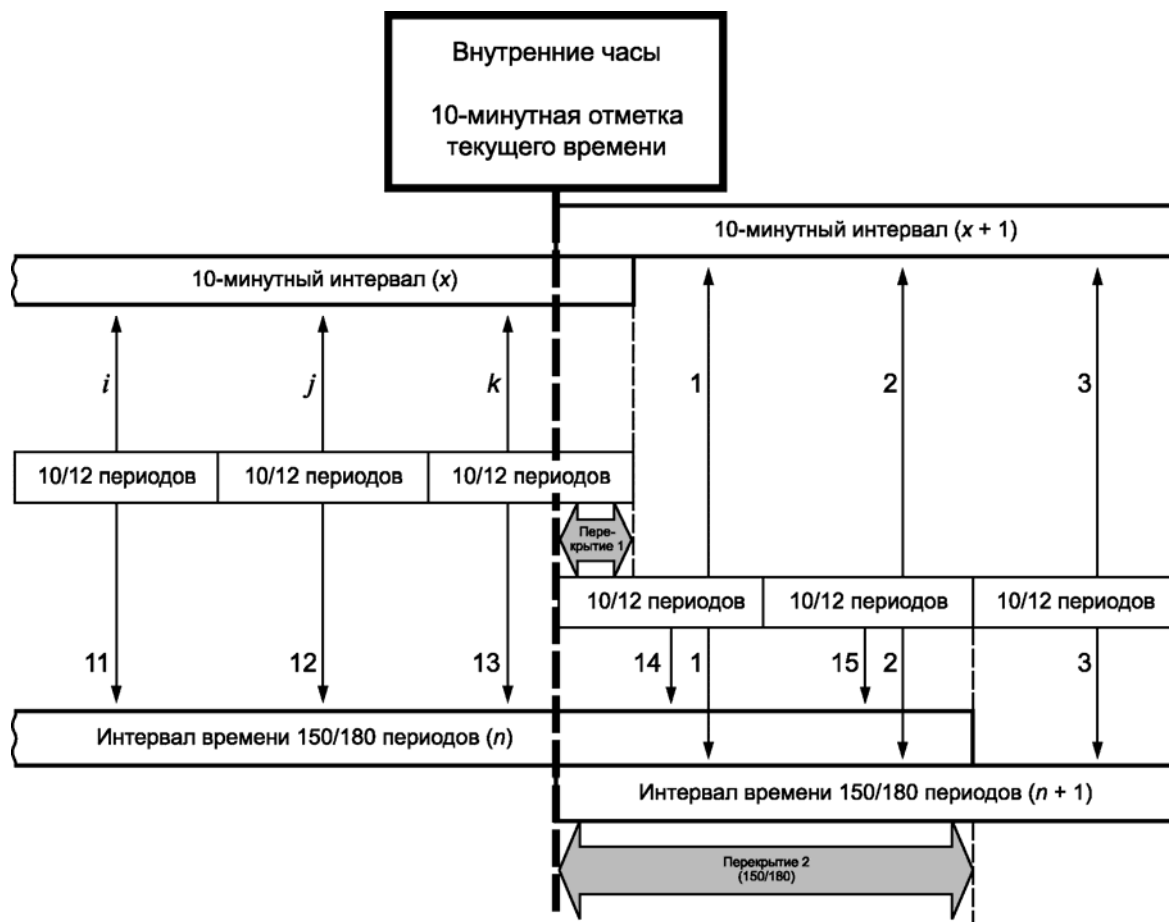 Внутренние часы
10-минутная отметка
текущего времени
10-минутный интервал (x + 1)
10-минутный интервал (x)
i
j
k
1
2
3
10/12 периодов
10/12 периодов
10/12 периодов
Пере-
крытие 1
10/12 периодов
10/12 периодов
10/12 периодов
11
12
13
14
1
15
2
3
Интервал времени 150/180 периодов (n)
Интервал времени 150/180 периодов (n + 1)
Перекрытие 2
(150/180)